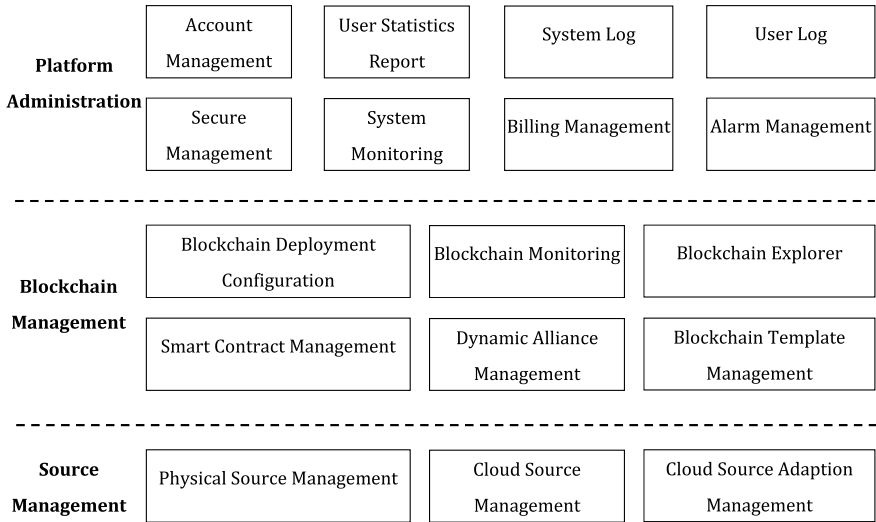 Platform
Administration
Account
Management
User Statistics
Report
System Log
User Log
Secure
Management
System
Monitoring
Billing Management
Alarm Management
Blockchain
Management
Blockchain Deployment
Configuration
Blockchain Monitoring
Blockchain Explorer
Smart Contract Management
Dynamic Alliance
Management
Blockchain Template
Management
Source
Management
Physical Source Management
Cloud Source
Management
Cloud Source Adaption
Management